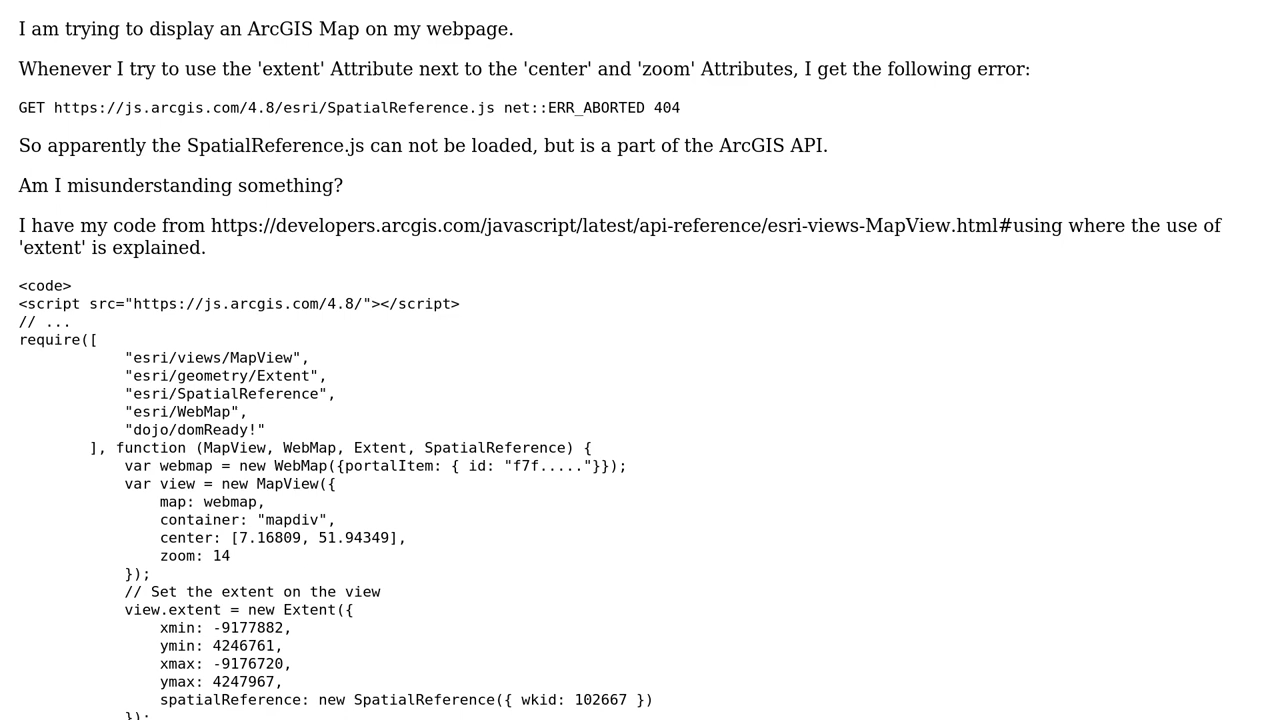 I am trying to display an ArcGIS Map on my webpage.
Whenever I try to use the 'extent' Attribute next to the 'center' and 'zoom' Attributes, I get the following error:
GET https://js.arcgis.com/4.8/esri/SpatialReference.js net::ERR_ABORTED 404
So apparently the SpatialReference.js can not be loaded, but is a part of the ArcGIS API.
Am I misunderstanding something?
I have my code from https://developers.arcgis.com/javascript/latest/api-reference/esri-views-MapView.html#using where the use of
'extent' is explained.
<code>
<script src="https://js.arcgis.com/4.8/"></script>
// ...
require([
            "esri/views/MapView",
            "esri/geometry/Extent",
            "esri/SpatialReference",
            "esri/WebMap",
            "dojo/domReady!"
        ], function (MapView, WebMap, Extent, SpatialReference) {
            var webmap = new WebMap({portalItem: { id: "f7f....."}});
            var view = new MapView({
                map: webmap,
                container: "mapdiv",
                center: [7.16809, 51.94349],
                zoom: 14
            });
            // Set the extent on the view
            view.extent = new Extent({
                xmin: -9177882,
                ymin: 4246761,
                xmax: -9176720,
                ymax: 4247967,
                spatialReference: new SpatialReference({ wkid: 102667 })
            });